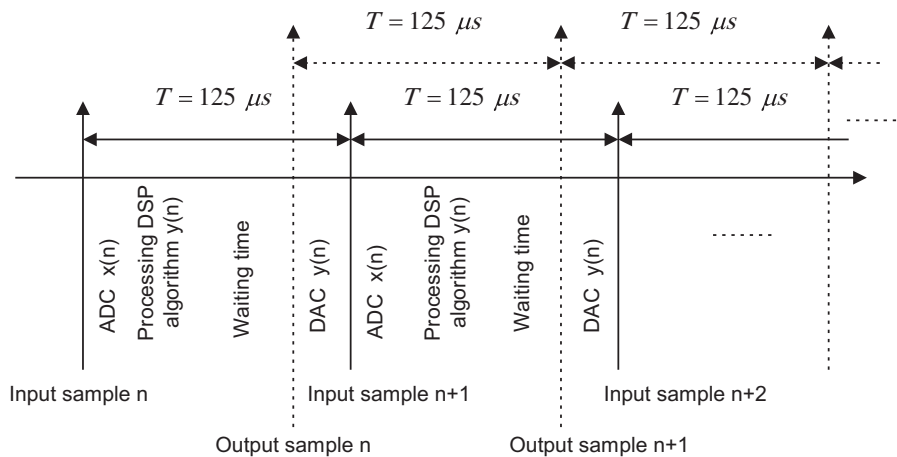 T = 125 μs
T = 125 μs
T = 125 μs
T = 125 μs
T = 125 μs
ADC x(n)
Processing DSP
algorithm y(n)
Waiting time
DAC y(n)
ADC x(n)
Processing DSP
algorithm y(n)
Waiting time
DAC y(n)
Input sample n
Input sample n+1
Input sample n+2
Output sample n
Output sample n+1